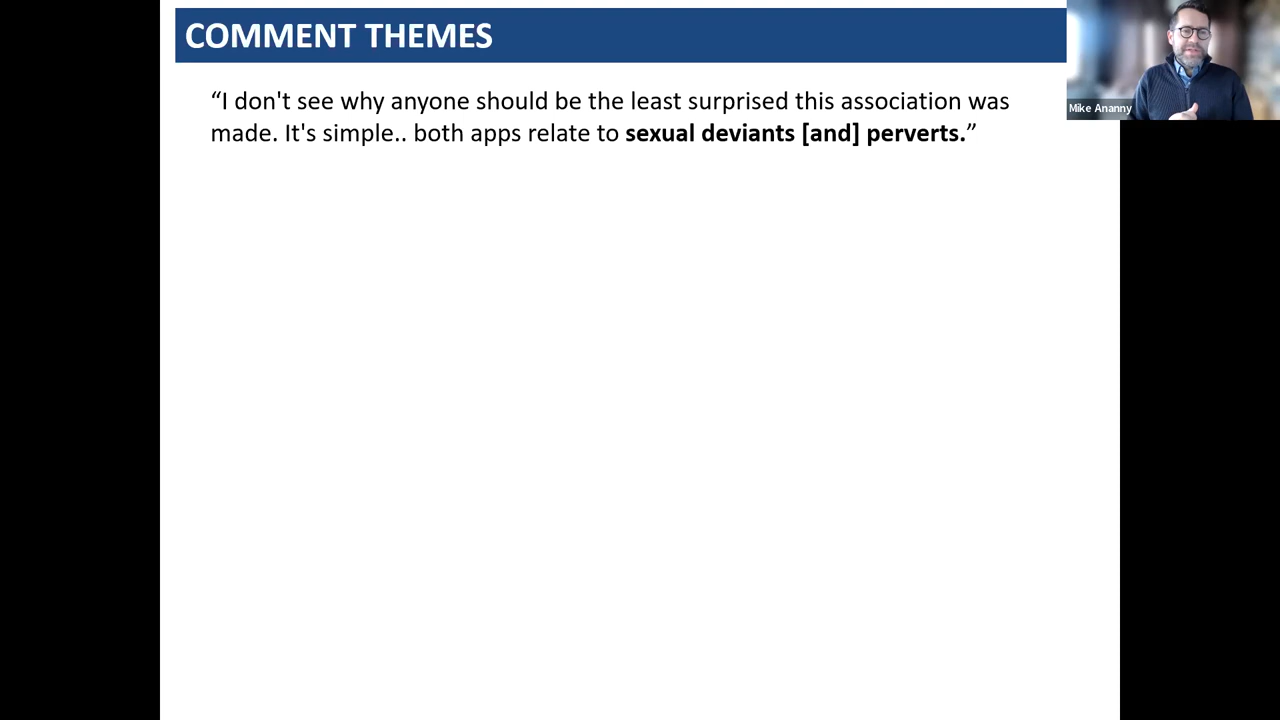 COMMENT THEMES
“I don't see why anyone should be the least surprised this association was
made. It's simple.. both apps relate to sexual deviants [and] perverts.”
Mike Ananny